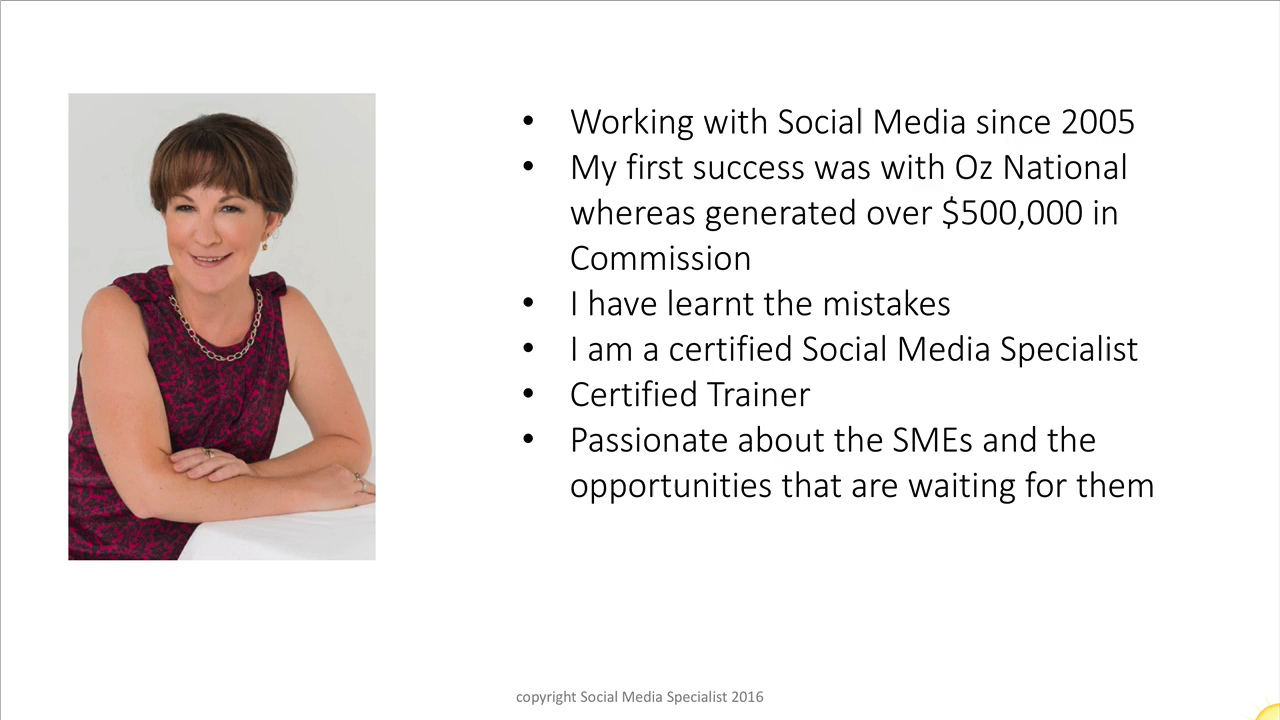 • Working with Social Media since 2005
• My first success was with Oz National
whereas generated over $500,000 in
Commission
• I have learnt the mistakes
• I am a certified Social Media Specialist
• Certified Trainer
• Passionate about the SMEs and the
opportunities that are waiting for them
copyright Social Media Specialist 2016